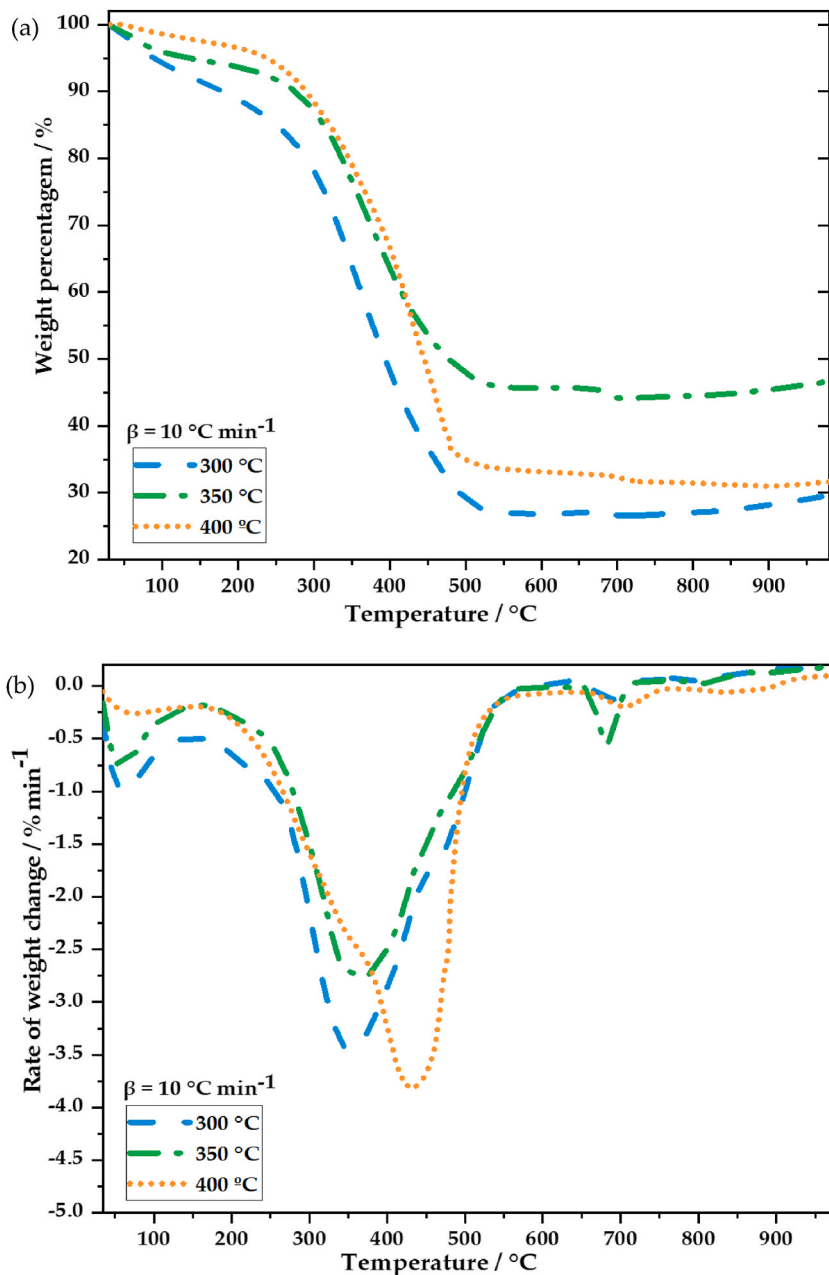 (a)
100
90
80
70
60
50
40
30
20
Weight percentagem / %
β = 10 °C min-1
300 °C
350 °C
400 ºC
100 200 300 400 500 600 700 800 900
Temperature / °C
(b)
0.0
-0.5
-1.0
-1.5
-2.0
-2.5
-3.0
-3.5
-4.0
-4.5
-5.0
Rate of weight change / % min-1
β = 10 °C min-1
300 °C
350 °C
400 ºC
100 200 300 400 500 600 700 800 900
Temperature / °C